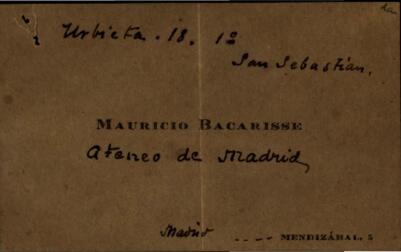 Urbieta. 18. 1º
San Sebastián.
MAURICIO BACARISSE
Ateneo de Madrid
Madrid ---- MENDIZÁBAL, 5